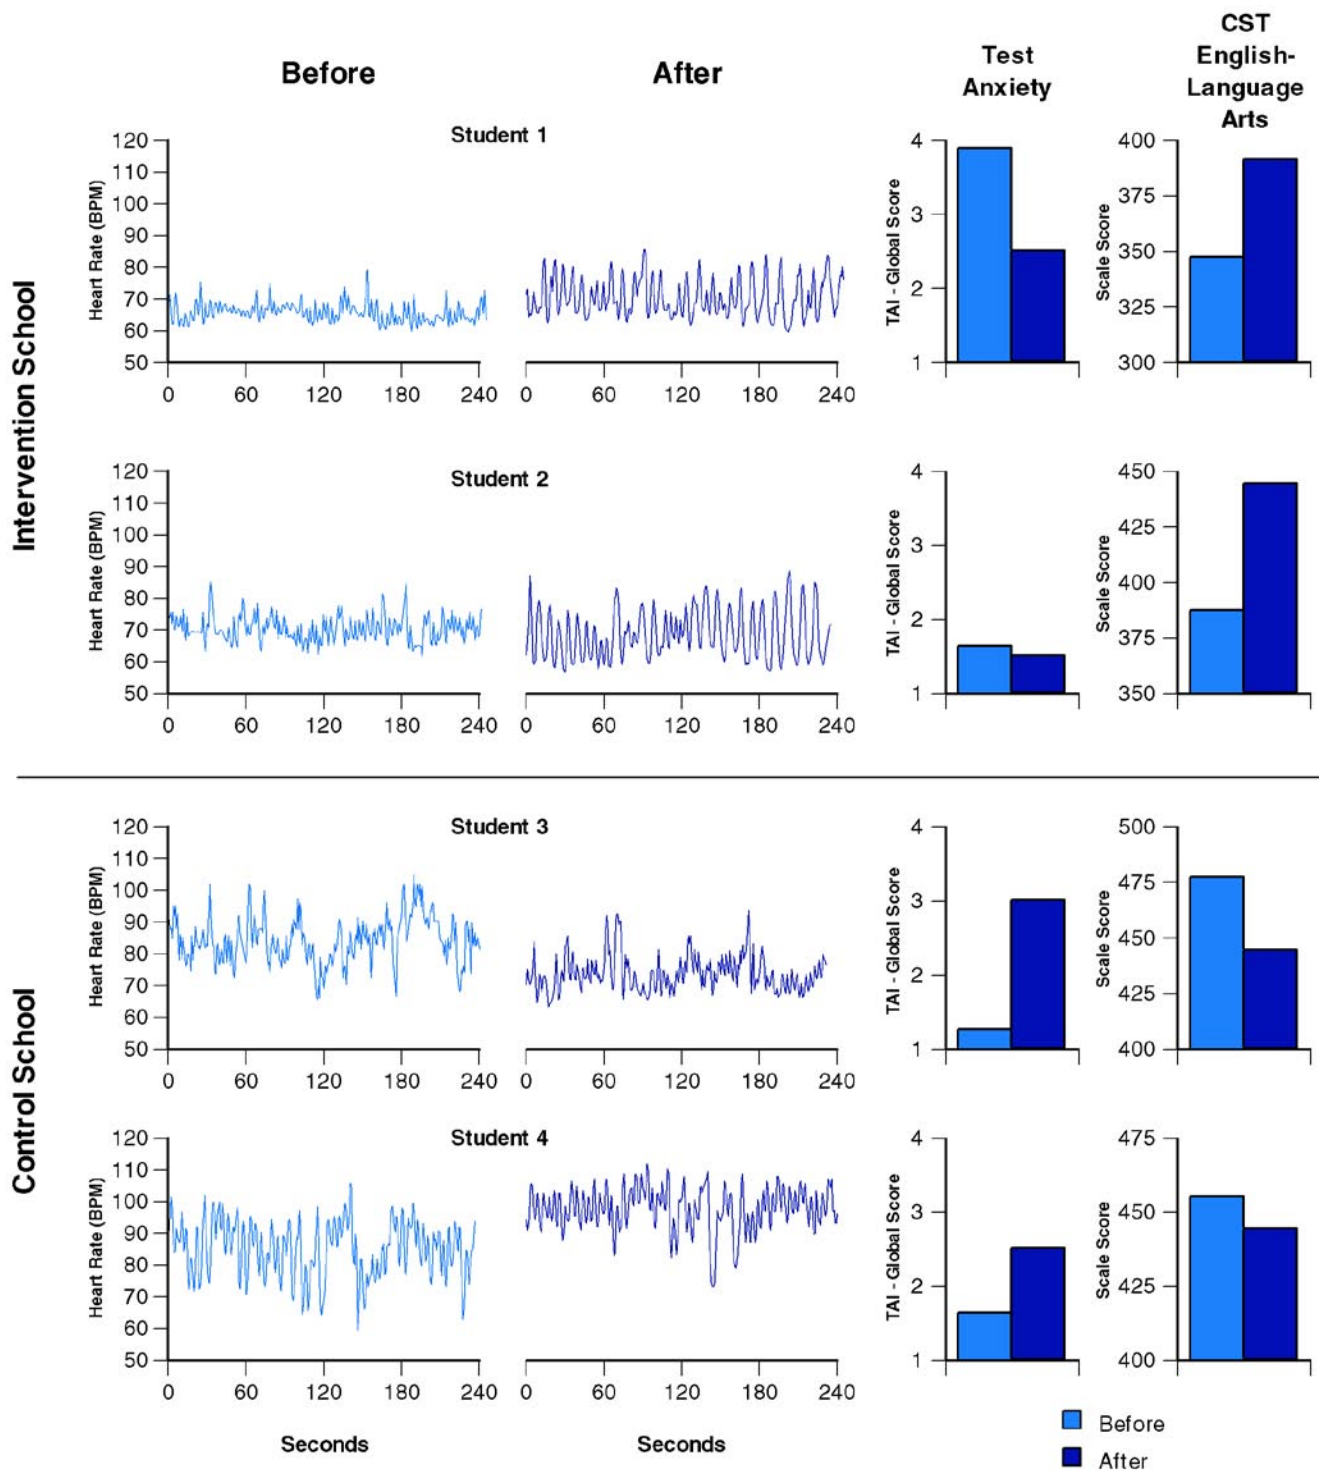 Before
After
Test
Anxiety
CST
English-
Language
Arts
Intervention School
Student 1
Heart Rate (BPM)
120
110
100
90
80
70
60
50
0 60 120 180 240
0 60 120 180 240
TAI - Global Score
4
3
2
1
Scale Score
400
375
350
325
300
Student 2
Heart Rate (BPM)
120
110
100
90
80
70
60
50
0 60 120 180 240
0 60 120 180 240
TAI - Global Score
4
3
2
1
Scale Score
450
425
400
375
350
Control School
Student 3
Heart Rate (BPM)
120
110
100
90
80
70
60
50
0 60 120 180 240
0 60 120 180 240
TAI - Global Score
4
3
2
1
Scale Score
500
475
450
425
400
Student 4
Heart Rate (BPM)
120
110
100
90
80
70
60
50
0 60 120 180 240
0 60 120 180 240
Seconds
Seconds
TAI - Global Score
4
3
2
1
Scale Score
475
450
425
400
Before
After